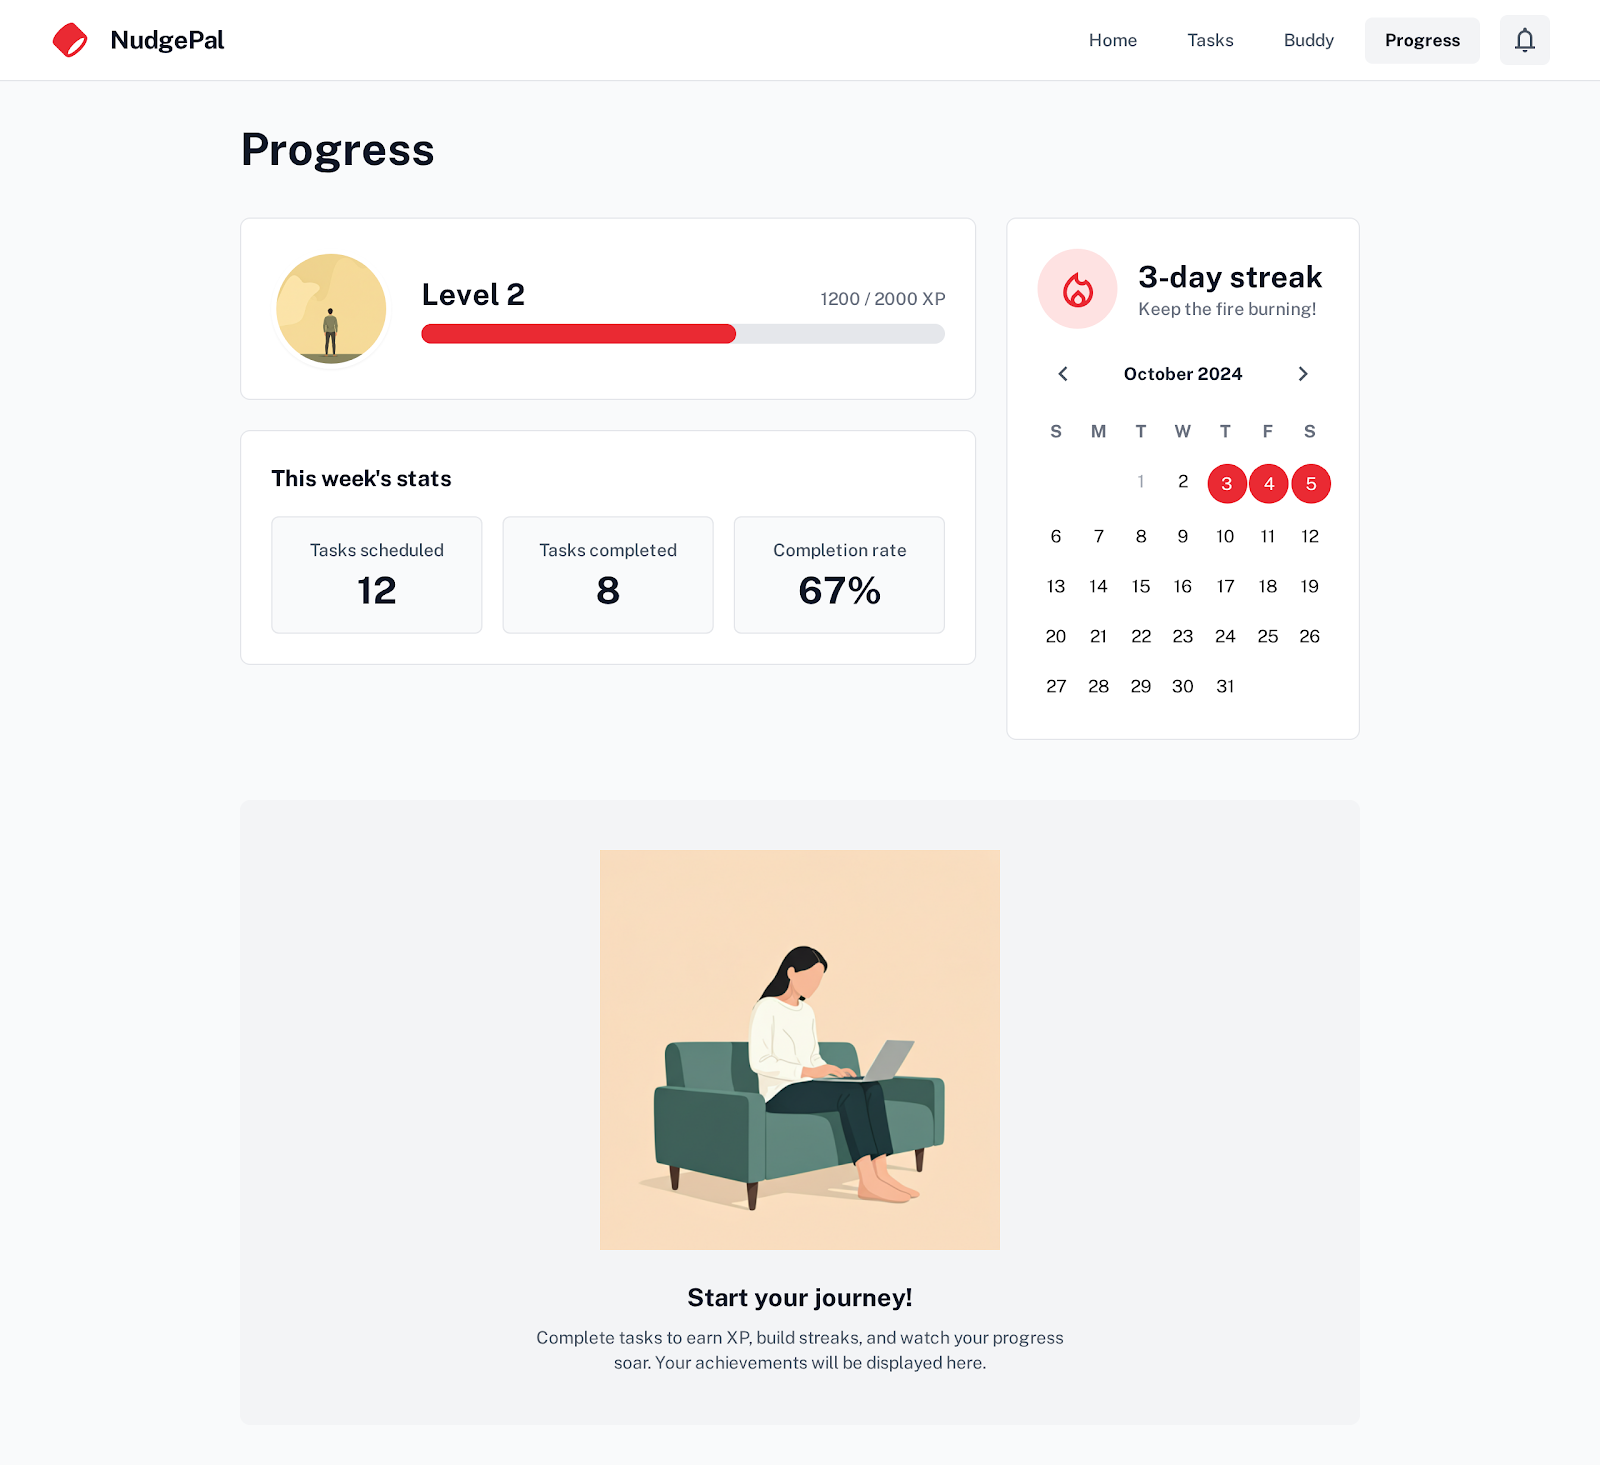 NudgePal
Home Tasks Buddy Progress
Progress
Level 2
1200 / 2000 XP
3-day streak
Keep the fire burning!
October 2024
S M T W T F S
1 2 3 4 5
6 7 8 9 10 11 12
13 14 15 16 17 18 19
20 21 22 23 24 25 26
27 28 29 30 31
This week's stats
Tasks scheduled
12
Tasks completed
8
Completion rate
67%
Start your journey!
Complete tasks to earn XP, build streaks, and watch your progress
soar. Your achievements will be displayed here.